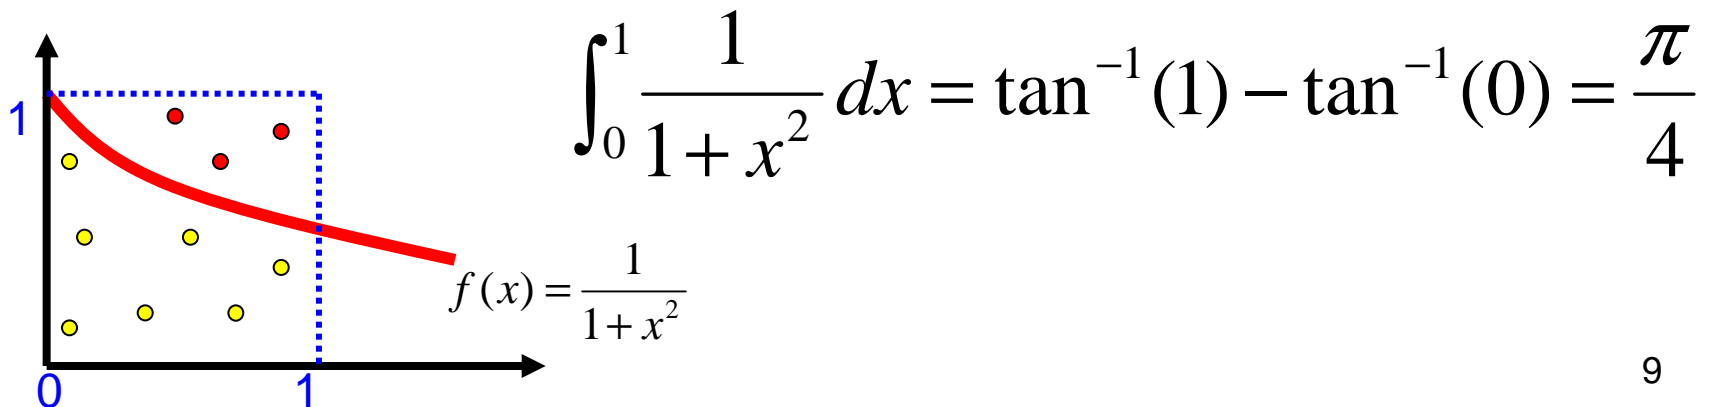 1
0 1
∫₀¹ 1/(1+x²) dx = tan⁻¹(1) − tan⁻¹(0) = π/4
f(x) = 1/(1+x²)
9